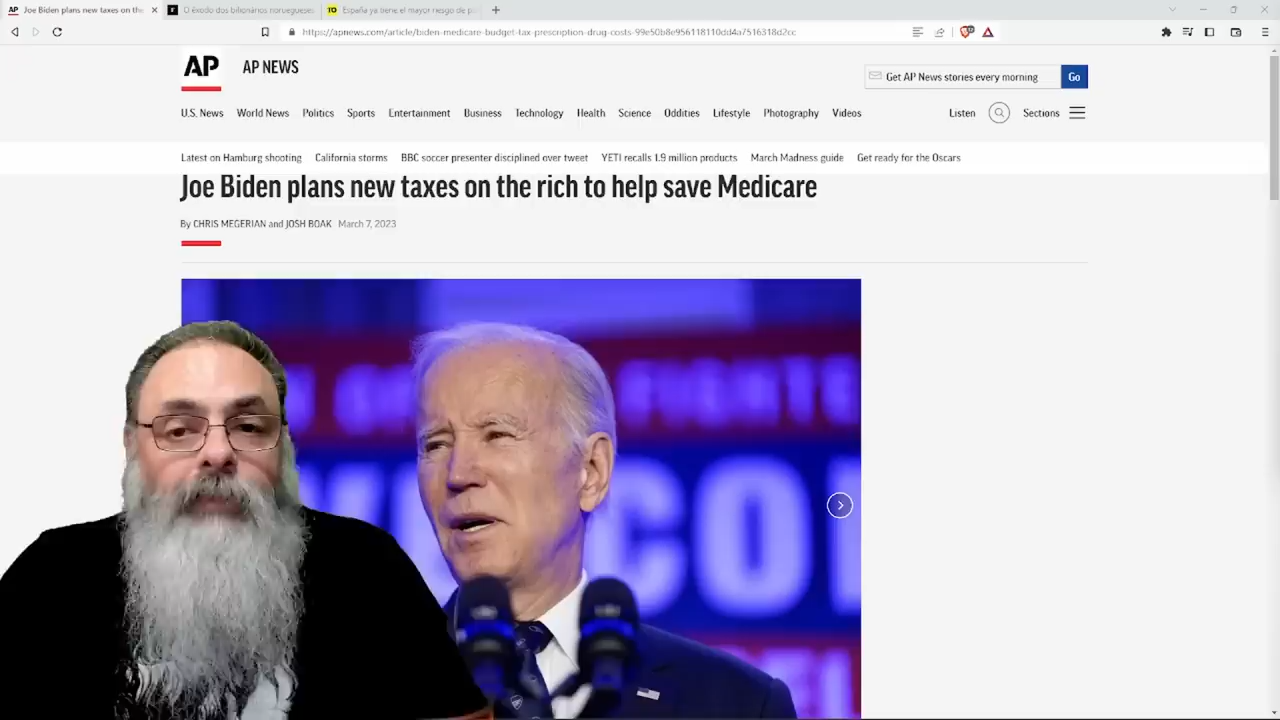 Joe Biden plans new taxes on the
O êxodo dos bilionários noruegueses
España ya tiene el mayor riesgo de
https://apnews.com/article/biden-medicare-budget-tax-prescription-drug-costs-99e50b8e956118110dd4a7516318d2cc
AP
AP NEWS
Get AP News stories every morning
Go
U.S. News World News Politics Sports Entertainment Business Technology Health Science Oddities Lifestyle Photography Videos Listen Sections
Latest on Hamburg shooting California storms BBC soccer presenter disciplined over tweet YETI recalls 1.9 million products March Madness guide Get ready for the Oscars
Joe Biden plans new taxes on the rich to help save Medicare
By CHRIS MEGERIAN and JOSH BOAK March 7, 2023